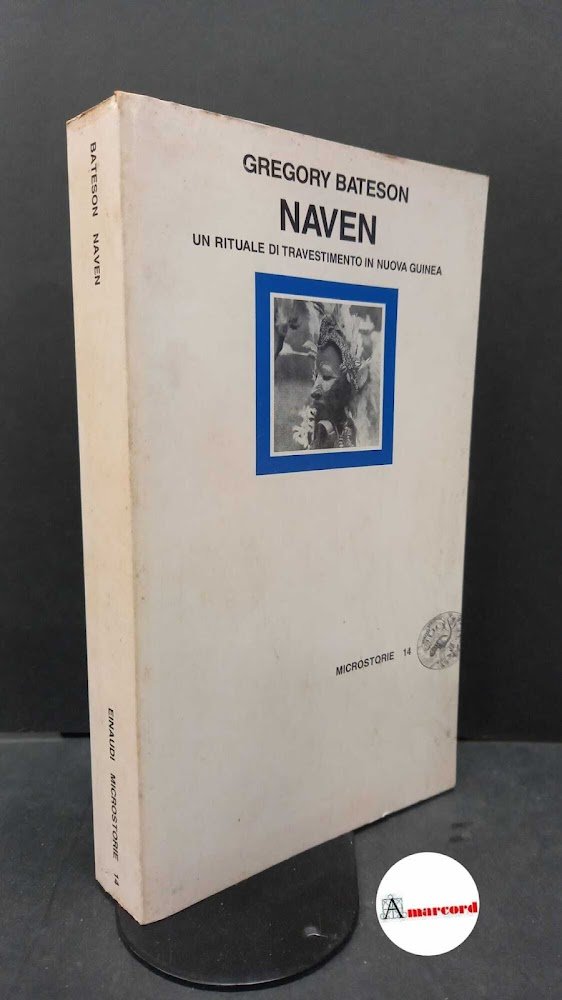 GREGORY BATESON
NAVEN
UN RITUALE DI TRAVESTIMENTO IN NUOVA GUINEA
MICROSTORIE 14
BATESON NAVEN
EINAUDI MICROSTORIE 14
Amarcord